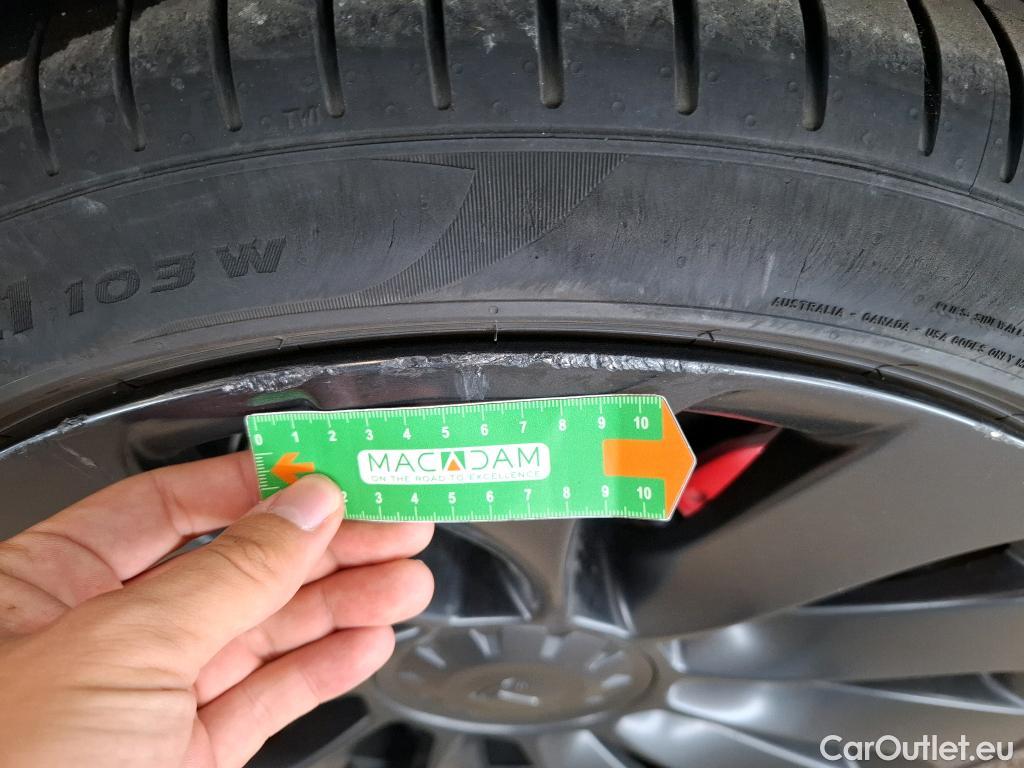 TM
103 W
AUSTRALIA - CANADA - USA CODES ONLY
0 1 2 3 4 5 6 7 8 9 10
MACADAM
ON THE ROAD TO EXCELLENCE
2 3 4 5 6 7 8 9 10
CarOutlet.eu